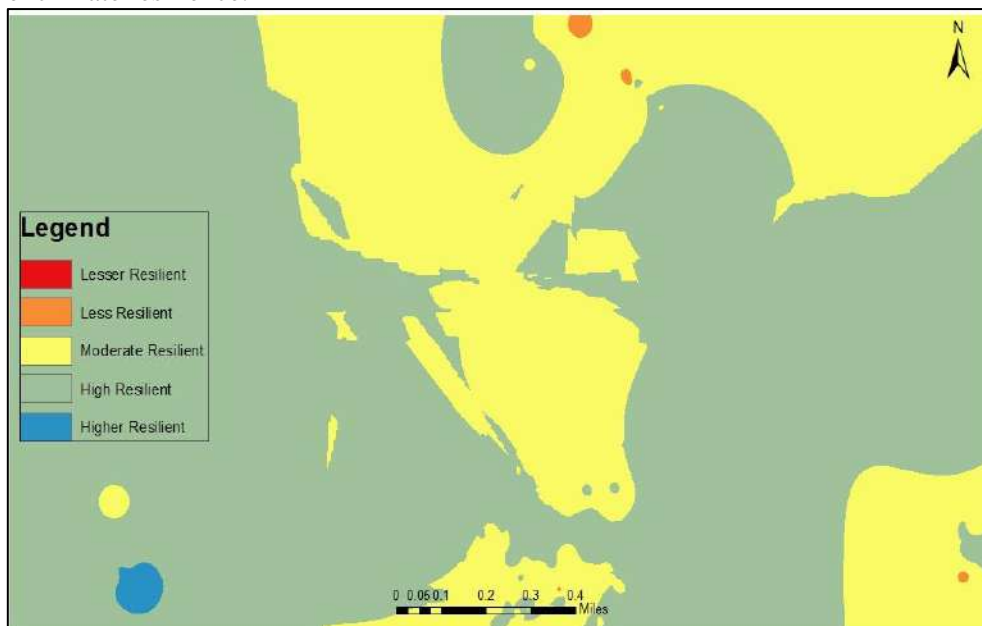 N
Legend
Lesser Resilient
Less Resilient
Moderate Resilient
High Resilient
Higher Resilient
0 0.05 0.1 0.2 0.3 0.4
Miles